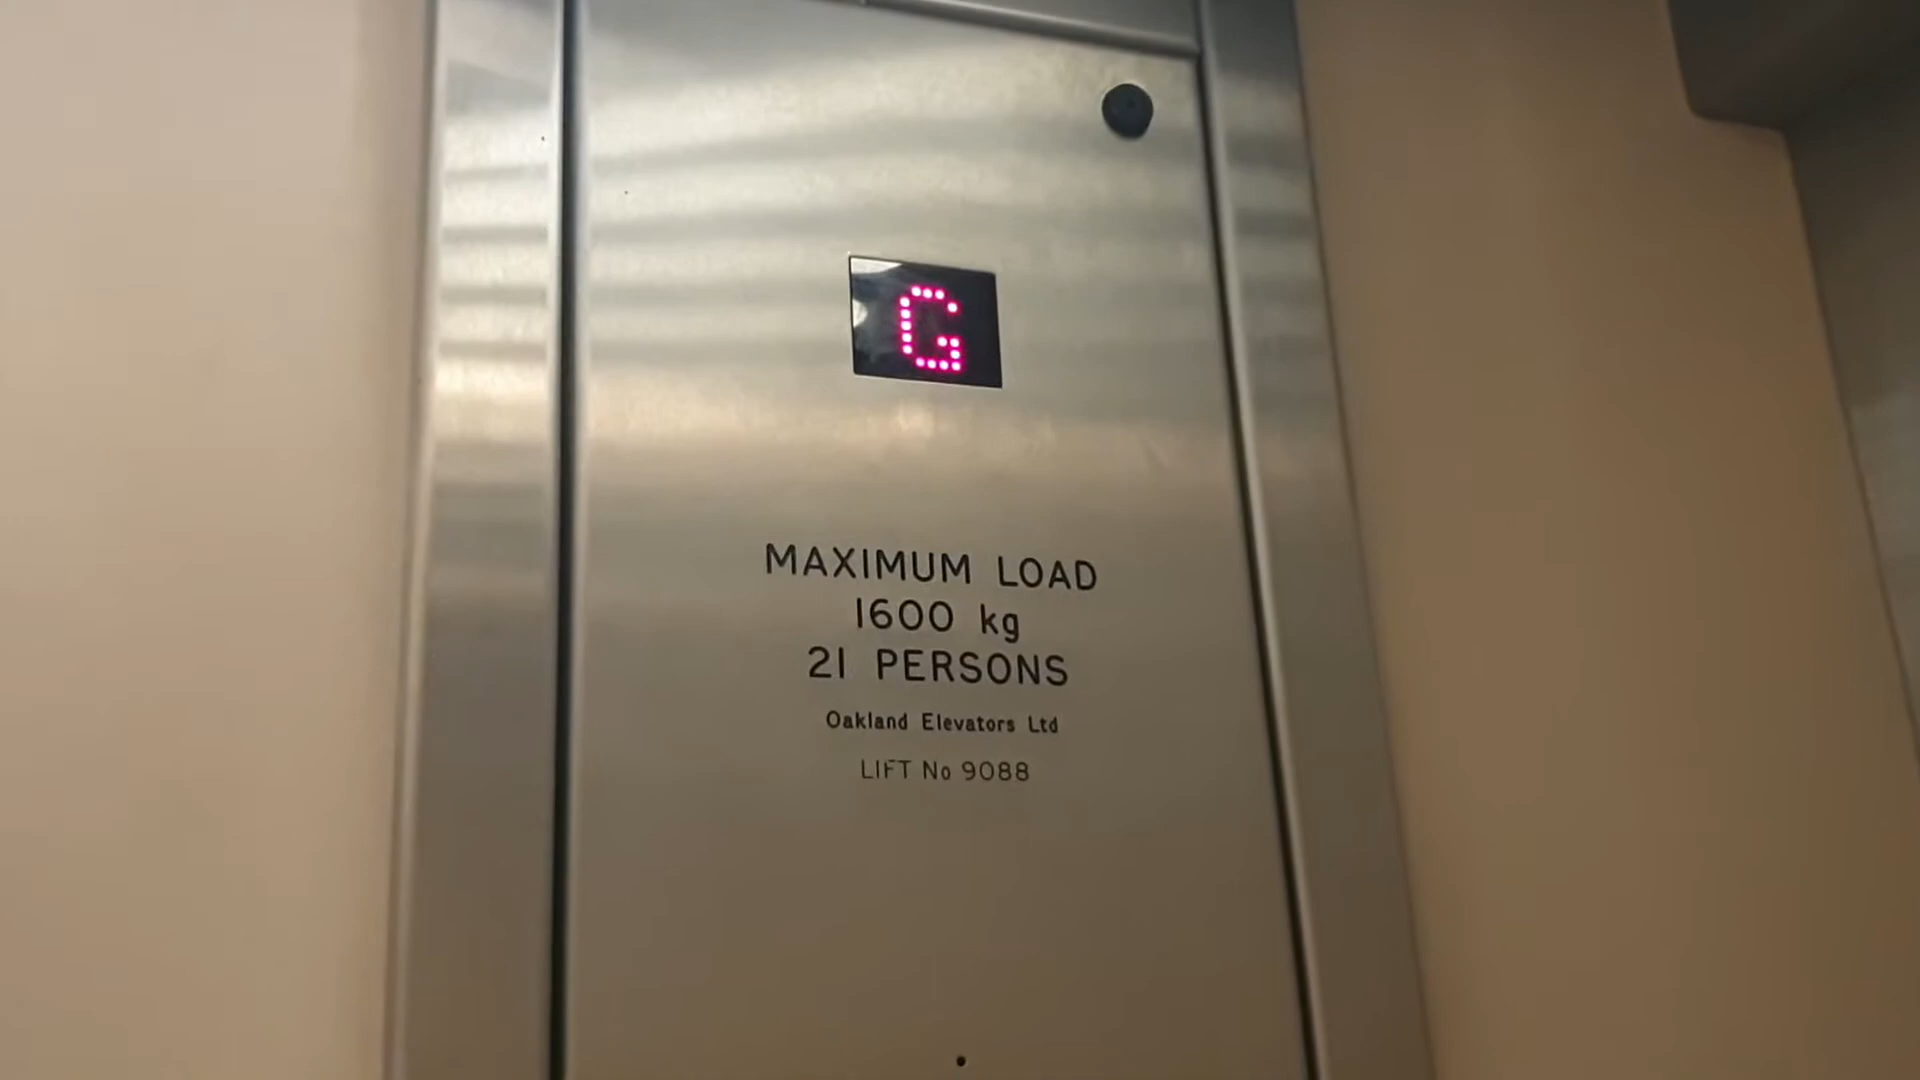 G
MAXIMUM LOAD
1600 kg
21 PERSONS
Oakland Elevators Ltd
LIFT No 9088